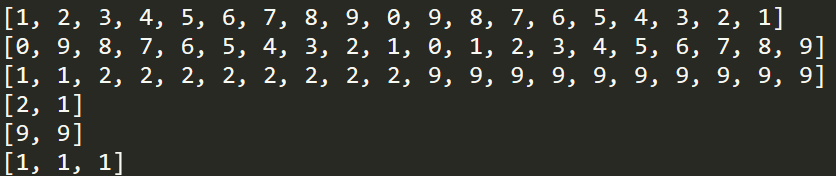 [1, 2, 3, 4, 5, 6, 7, 8, 9, 0, 9, 8, 7, 6, 5, 4, 3, 2, 1]
[0, 9, 8, 7, 6, 5, 4, 3, 2, 1, 0, 1, 2, 3, 4, 5, 6, 7, 8, 9]
[1, 1, 2, 2, 2, 2, 2, 2, 2, 2, 9, 9, 9, 9, 9, 9, 9, 9, 9, 9]
[2, 1]
[9, 9]
[1, 1, 1]